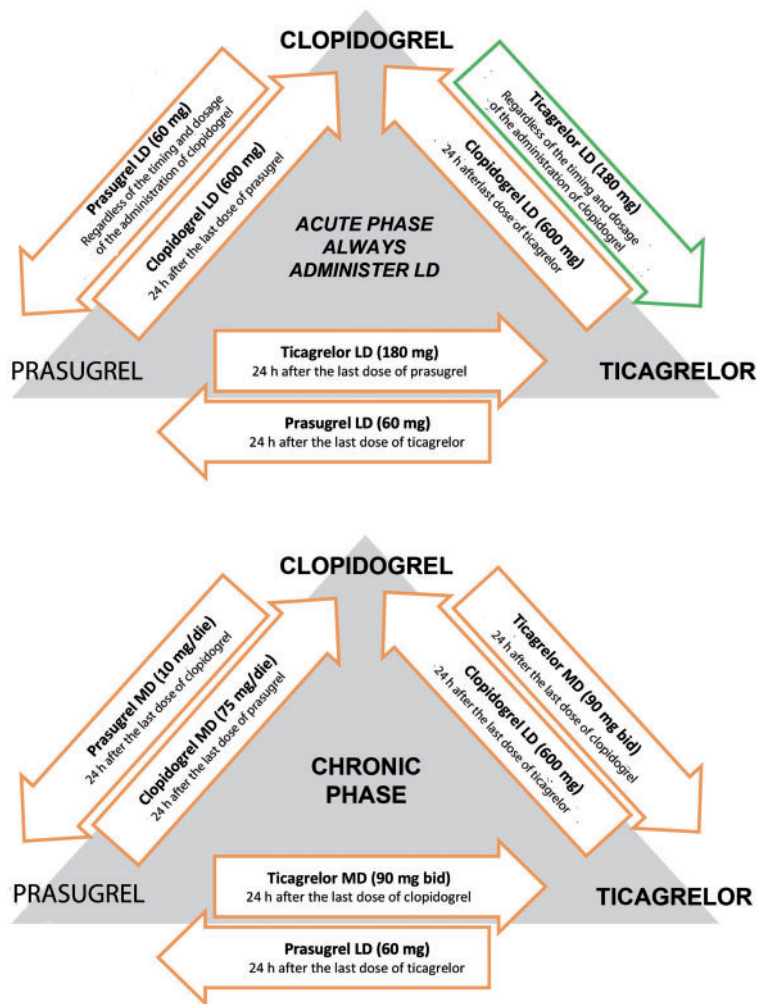 CLOPIDOGREL
Prasugrel LD (60 mg)
Regardless of the timing and dosage
of the administration of clopidogrel
Clopidogrel LD (600 mg)
24 h after the last dose of prasugrel
Ticagrelor LD (180 mg)
Regardless of the timing and dosage
of the administration of clopidogrel
Clopidogrel LD (600 mg)
24 h afterlast dose of ticagrelor
ACUTE PHASE
ALWAYS
ADMINISTER LD
PRASUGREL
Ticagrelor LD (180 mg)
24 h after the last dose of prasugrel
TICAGRELOR
Prasugrel LD (60 mg)
24 h after the last dose of ticagrelor
CLOPIDOGREL
Prasugrel MD (10 mg/die)
24 h after the last dose of clopidogrel
Clopidogrel MD (75 mg/die)
24 h after the last dose of prasugrel
Ticagrelor MD (90 mg bid)
24 h after the last dose of clopidogrel
Clopidogrel LD (600 mg)
24 h after the last dose of ticagrelor
CHRONIC
PHASE
PRASUGREL
Ticagrelor MD (90 mg bid)
24 h after the last dose of clopidogrel
TICAGRELOR
Prasugrel LD (60 mg)
24 h after the last dose of ticagrelor